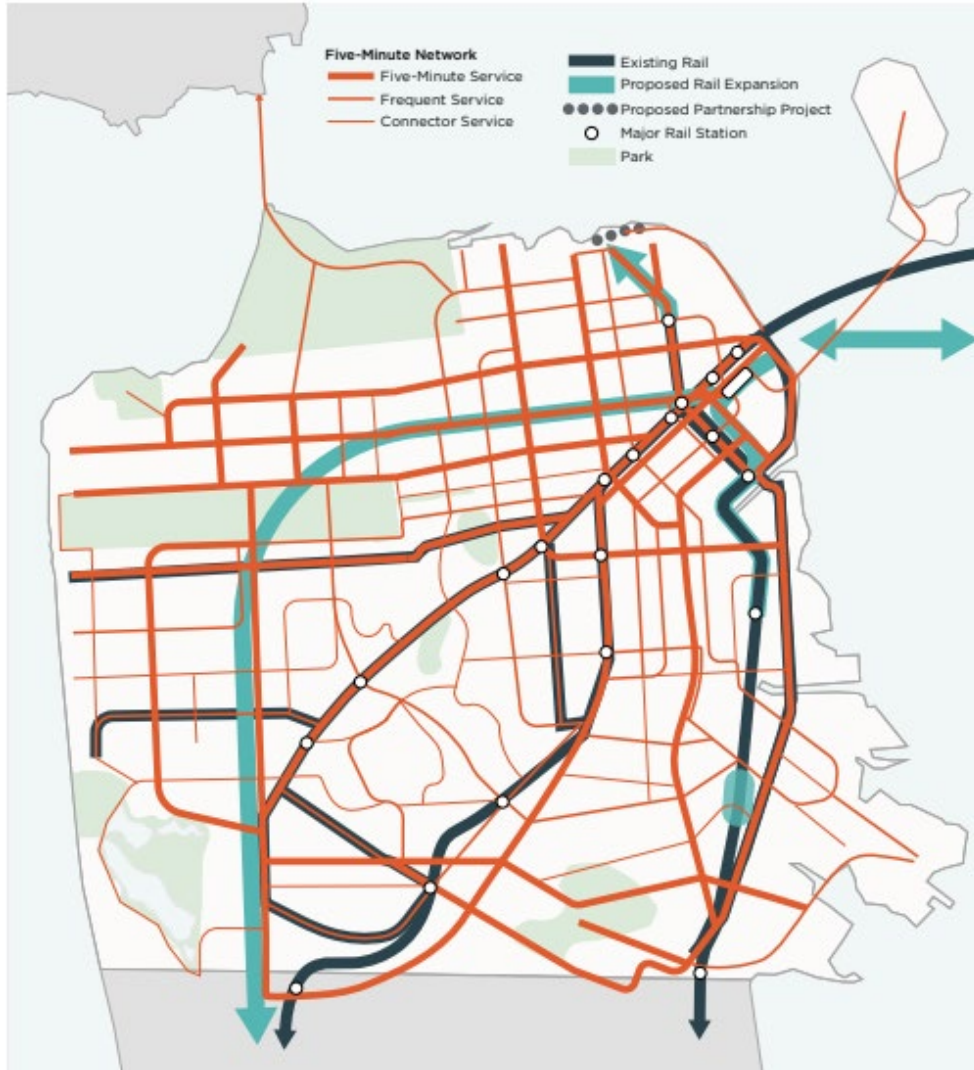 Five-Minute Network
Five-Minute Service
Frequent Service
Connector Service
Existing Rail
Proposed Rail Expansion
Proposed Partnership Project
Major Rail Station
Park